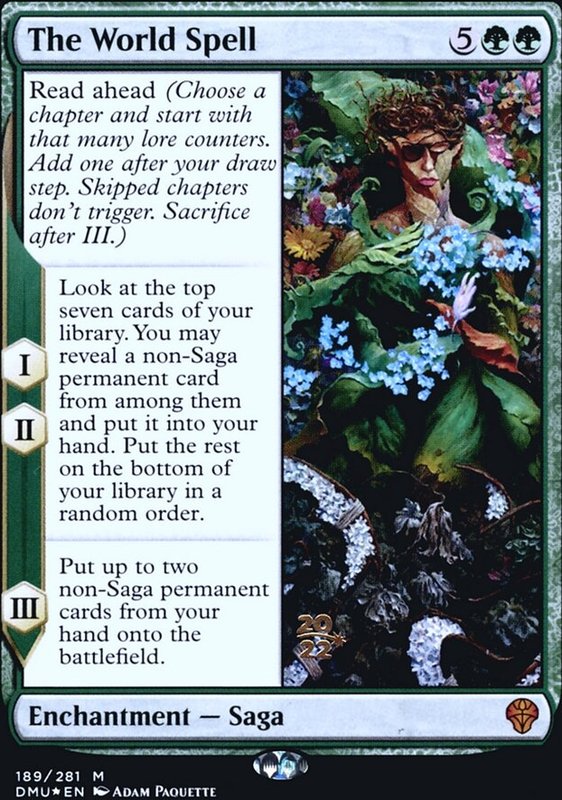 The World Spell 5
Read ahead (Choose a
chapter and start with
that many lore counters.
Add one after your draw
step. Skipped chapters
don't trigger. Sacrifice
after III.)
I
II
Look at the top
seven cards of your
library. You may
reveal a non-Saga
permanent card
from among them
and put it into your
hand. Put the rest
on the bottom of
your library in a
random order.
III
Put up to two
non-Saga permanent
cards from your
hand onto the
battlefield.
20
22*
Enchantment — Saga
189/281 M
DMU★EN Adam Paquette